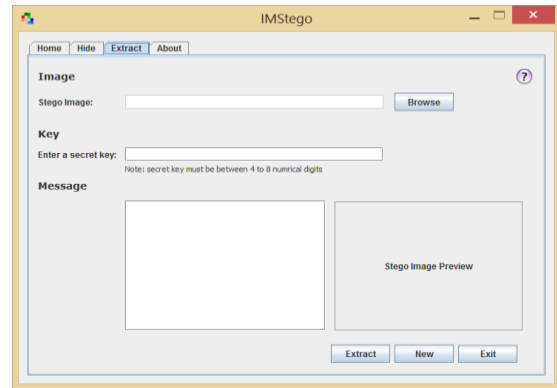 IMStego
Home Hide Extract About
Image
?
Stego Image:
Browse
Key
Enter a secret key:
Note: secret key must be between 4 to 8 numrical digits
Message
Stego Image Preview
Extract New Exit